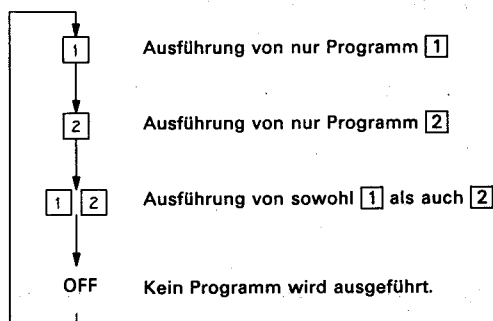 1 Ausführung von nur Programm 1
2 Ausführung von nur Programm 2
1 2 Ausführung von sowohl 1 als auch 2
OFF Kein Programm wird ausgeführt.